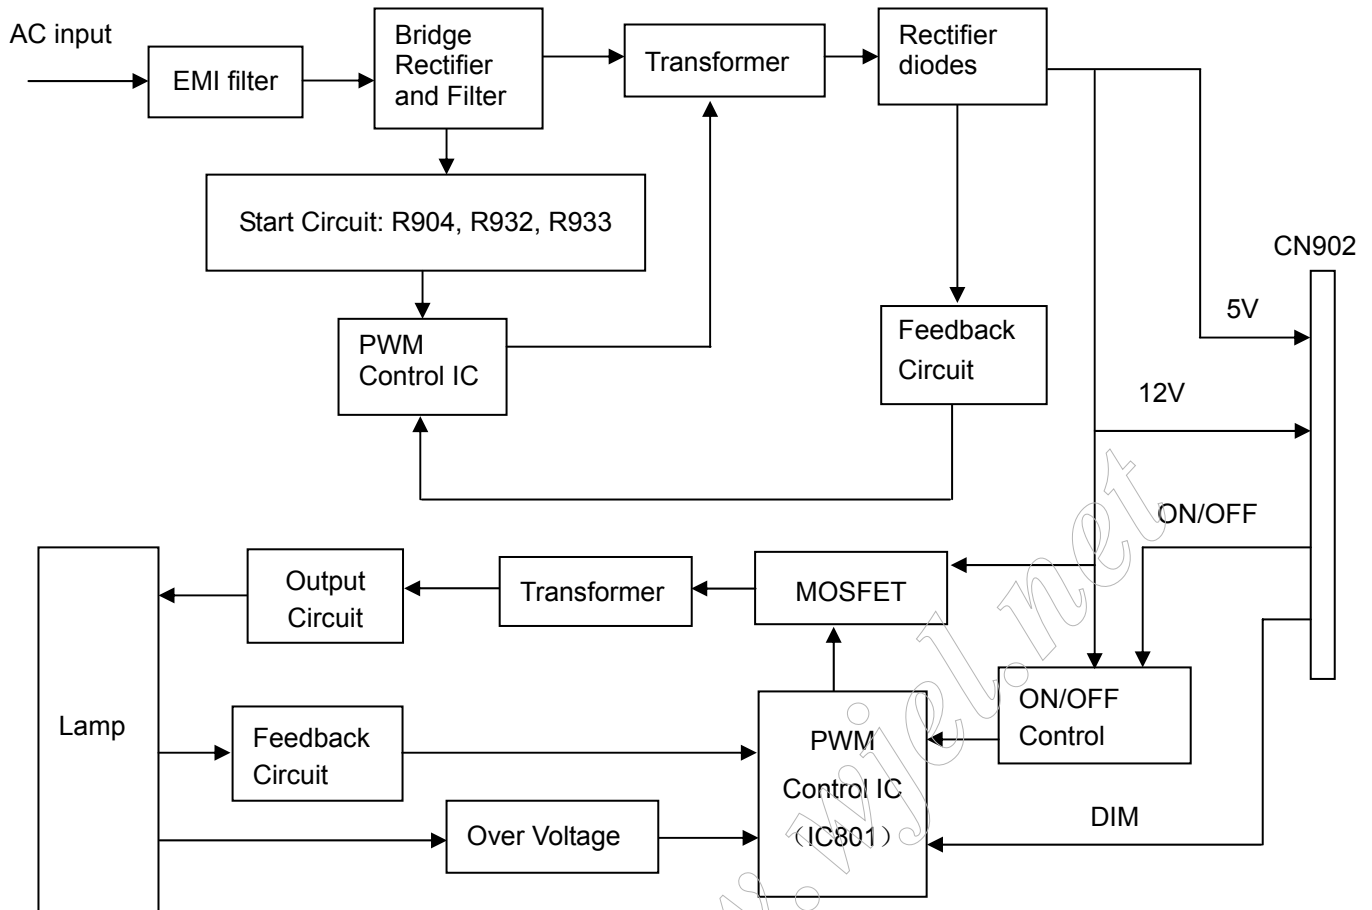 AC input
EMI filter
Bridge
Rectifier
and Filter
Transformer
Rectifier
diodes
Start Circuit: R904, R932, R933
CN902
PWM
Control IC
Feedback
Circuit
5V
12V
ON/OFF
Output
Circuit
Transformer
MOSFET
Lamp
Feedback
Circuit
PWM
Control IC
（IC801）
ON/OFF
Control
Over Voltage
DIM
w.wjel.net